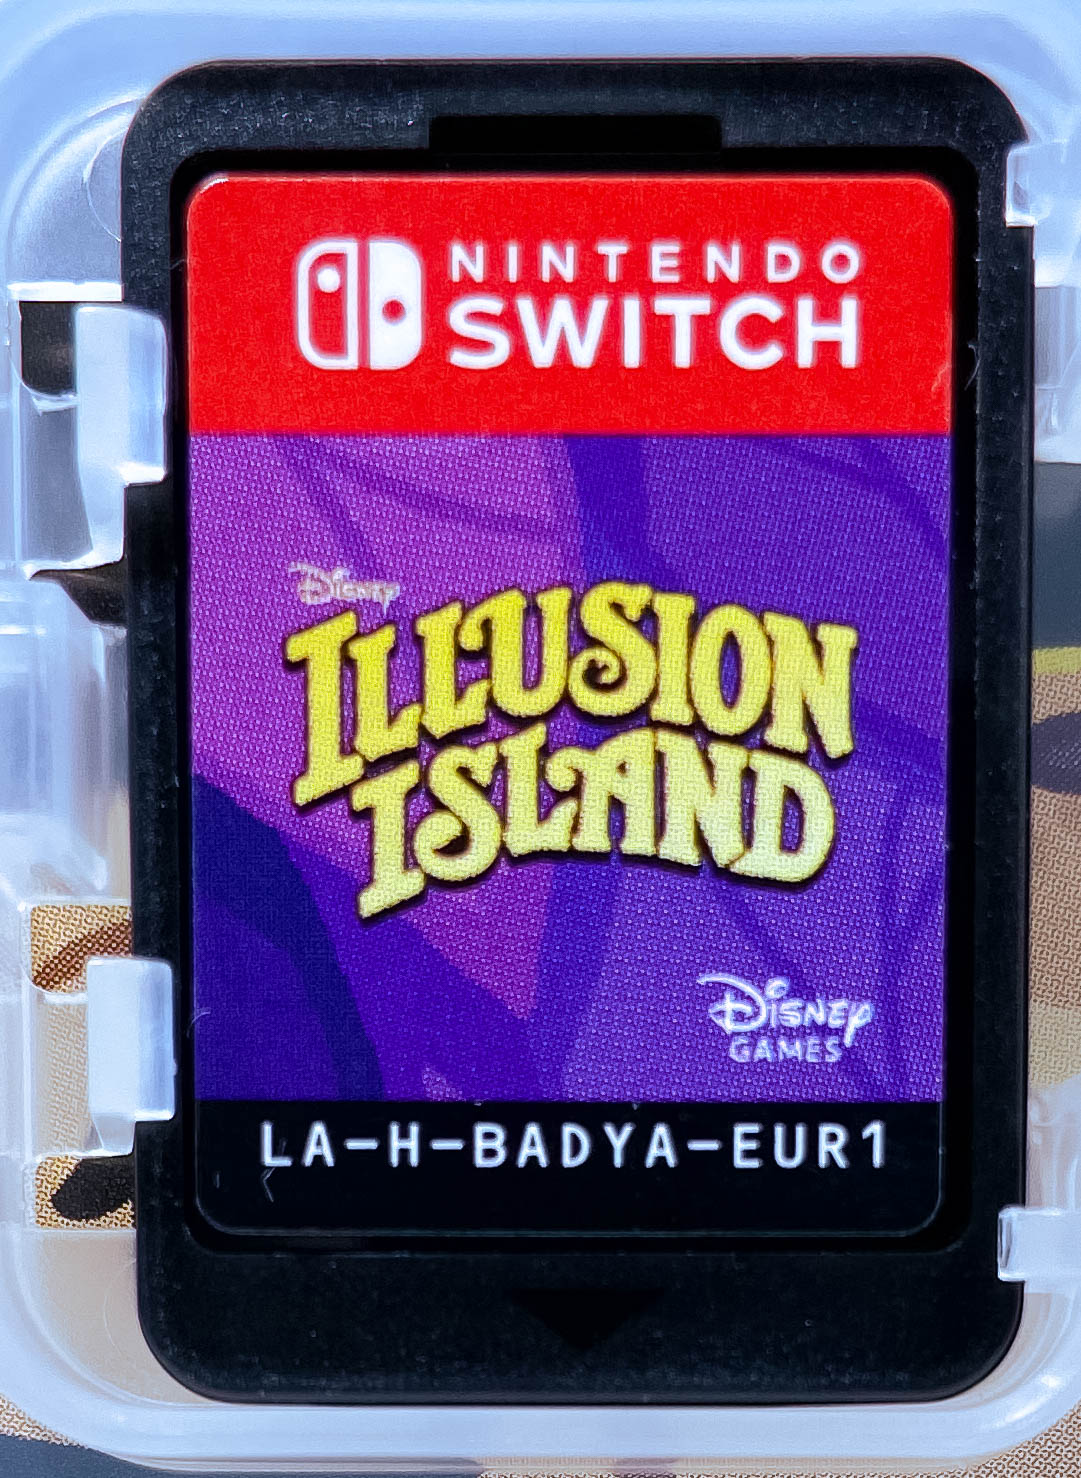 NINTENDO
SWITCH
Disney
ILLUSION
ISLAND
Disney
GAMES
LA-H-BADYA-EUR1